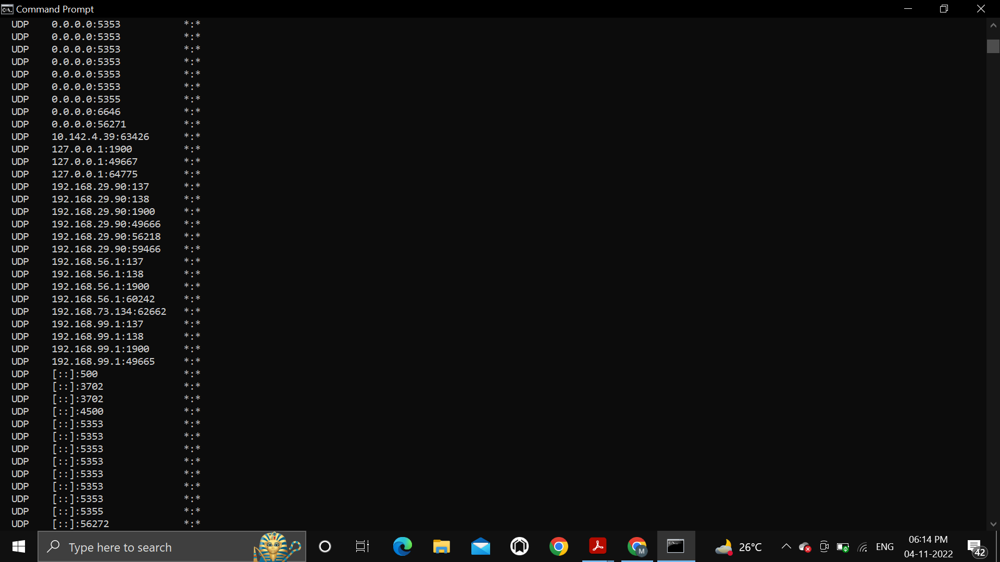 Command Prompt
UDP 0.0.0.0:5353 *:*
UDP 0.0.0.0:5353 *:*
UDP 0.0.0.0:5353 *:*
UDP 0.0.0.0:5353 *:*
UDP 0.0.0.0:5353 *:*
UDP 0.0.0.0:5353 *:*
UDP 0.0.0.0:5355 *:*
UDP 0.0.0.0:6646 *:*
UDP 0.0.0.0:56271 *:*
UDP 10.142.4.39:63426 *:*
UDP 127.0.0.1:1900 *:*
UDP 127.0.0.1:49667 *:*
UDP 127.0.0.1:64775 *:*
UDP 192.168.29.90:137 *:*
UDP 192.168.29.90:138 *:*
UDP 192.168.29.90:1900 *:*
UDP 192.168.29.90:49666 *:*
UDP 192.168.29.90:56218 *:*
UDP 192.168.29.90:59466 *:*
UDP 192.168.56.1:137 *:*
UDP 192.168.56.1:138 *:*
UDP 192.168.56.1:1900 *:*
UDP 192.168.56.1:60242 *:*
UDP 192.168.73.134:62662 *:*
UDP 192.168.99.1:137 *:*
UDP 192.168.99.1:138 *:*
UDP 192.168.99.1:1900 *:*
UDP 192.168.99.1:49665 *:*
UDP [::]:500 *:*
UDP [::]:3702 *:*
UDP [::]:3702 *:*
UDP [::]:4500 *:*
UDP [::]:5353 *:*
UDP [::]:5353 *:*
UDP [::]:5353 *:*
UDP [::]:5353 *:*
UDP [::]:5353 *:*
UDP [::]:5353 *:*
UDP [::]:5353 *:*
UDP [::]:5355 *:*
UDP [::]:56272 *:*
Type here to search
M
26°C
ENG
06:14 PM
04-11-2022
42